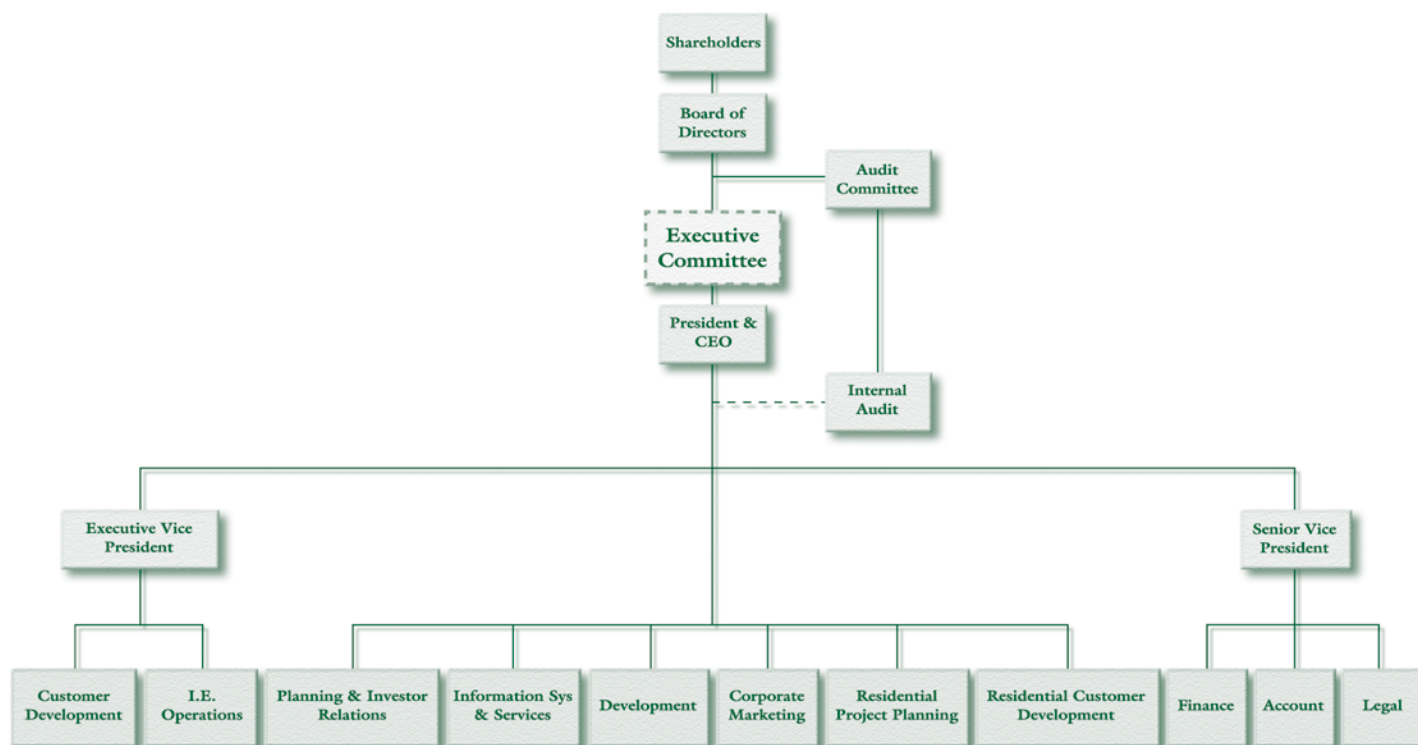 Shareholders
Board of
Directors
Audit
Committee
Executive
Committee
President &
CEO
Internal
Audit
Executive Vice
President
Senior Vice
President
Customer
Development
I.E.
Operations
Planning & Investor
Relations
Information Sys
& Services
Development
Corporate
Marketing
Residential
Project Planning
Residential Customer
Development
Finance
Account
Legal